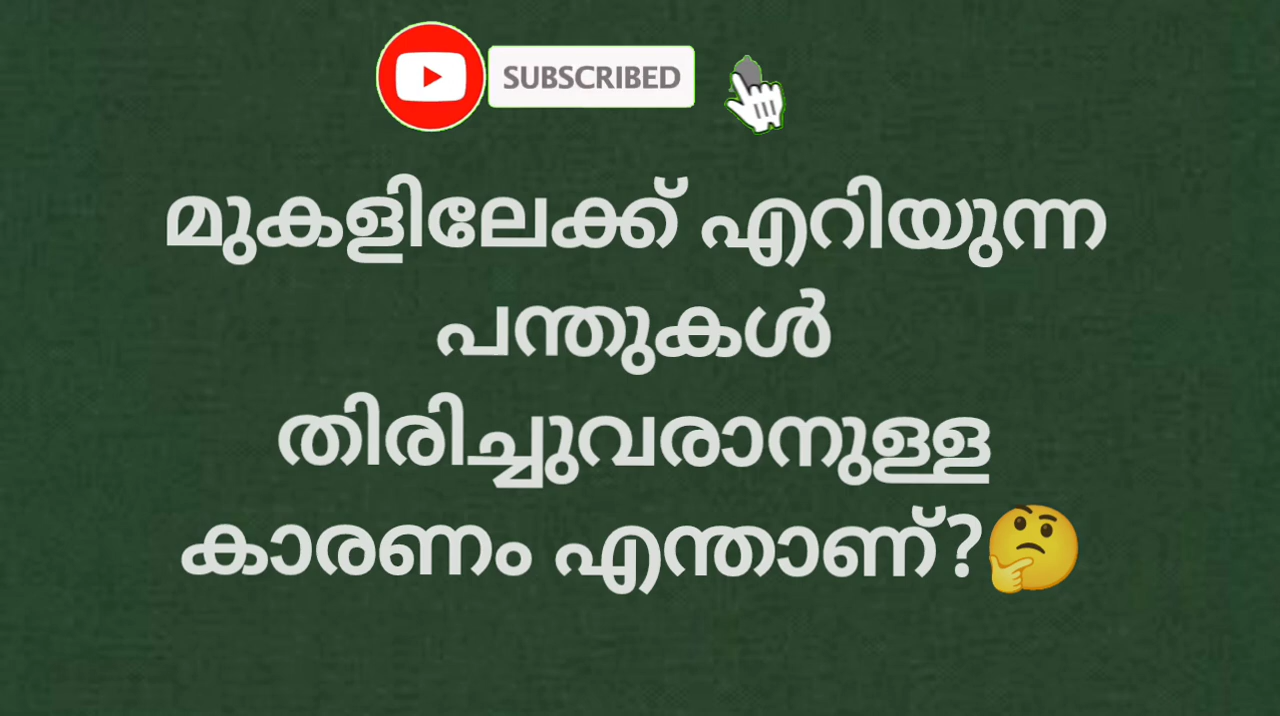 SUBSCRIBED
മുകളിലേക്ക് എറിയുന്ന
പന്തുകൾ
തിരിച്ചുവരാനുള്ള
കാരണം എന്താണ്?🤔